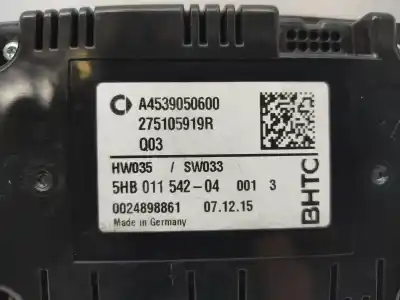 A4539050600
275105919R
Q03
HW035 / SW033
5HB 011 542-04 001 3
0024898861 07.12.15
Made in Germany
BHTC